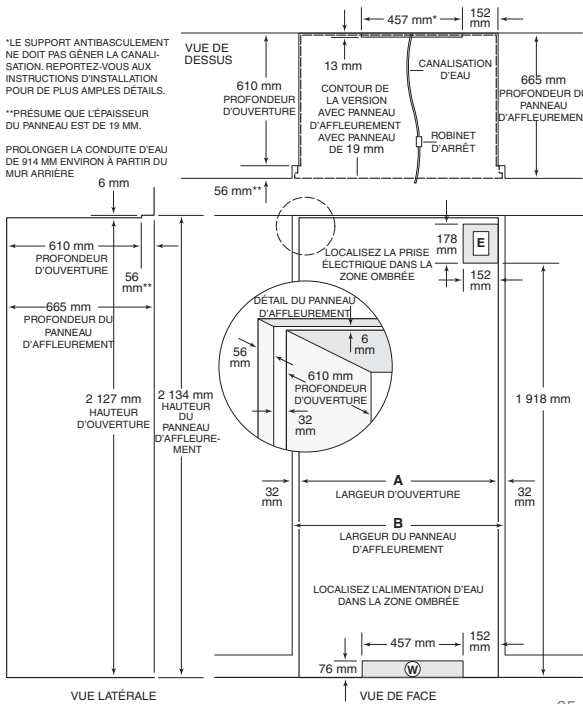 *LE SUPPORT ANTIBASCULEMENT
NE DOIT PAS GÊNER LA CANALI-
SATION. REPORTEZ-VOUS AUX
INSTRUCTIONS D'INSTALLATION
POUR DE PLUS AMPLES DÉTAILS.
**PRÉSUME QUE L'ÉPAISSEUR
DU PANNEAU EST DE 19 MM.
PROLONGER LA CONDUITE D'EAU
DE 914 MM ENVIRON À PARTIR DU
MUR ARRIÈRE
VUE DE
DESSUS
457 mm*
152
mm
13 mm
610 mm
PROFONDEUR
D'OUVERTURE
CONTOUR DE
LA VERSION
AVEC PANNEAU
D'AFFLEUREMENT
AVEC PANNEAU
DE 19 mm
CANALISATION
D'EAU
ROBINET
D'ARRÊT
665 mm
PROFONDEUR DU
PANNEAU
D'AFFLEUREMEN
56 mm**
6 mm
610 mm
PROFONDEUR
D'OUVERTURE
56
mm**
665 mm
PROFONDEUR DU
PANNEAU
D'AFFLEUREMENT
2 127 mm
HAUTEUR
D'OUVERTURE
2 134 mm
HAUTEUR
DU
PANNEAU
D'AFFLEURE-
MENT
VUE LATÉRALE
LOCALISEZ LA PRISE
ÉLECTRIQUE DANS LA
ZONE OMBRÉE
178
mm
E
152
mm
DÉTAIL DU PANNEAU
D'AFFLEUREMENT
56
mm
6
mm
610 mm
PROFONDEUR
D'OUVERTURE
32
mm
1 918 mm
32
mm
A
LARGEUR D'OUVERTURE
32
mm
B
LARGEUR DU PANNEAU
D'AFFLEUREMENT
LOCALISEZ L'ALIMENTATION D'EAU
DANS LA ZONE OMBRÉE
457 mm
152
mm
76 mm
W
VUE DE FACE